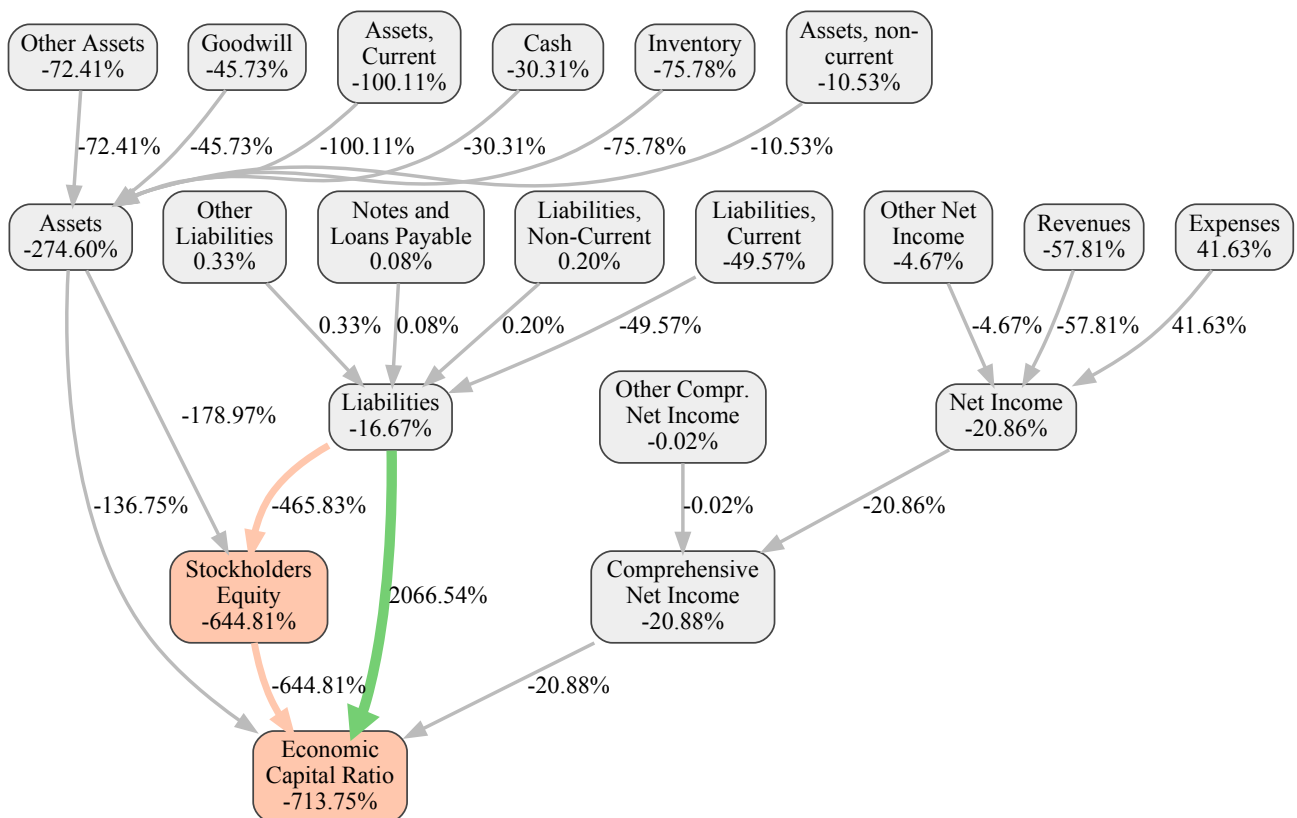 Other Assets
-72.41%
Goodwill
-45.73%
Assets,
Current
-100.11%
Cash
-30.31%
Inventory
-75.78%
Assets, non-
current
-10.53%
-72.41%
-45.73%
-100.11%
-30.31%
-75.78%
-10.53%
Assets
-274.60%
Other
Liabilities
0.33%
Notes and
Loans Payable
0.08%
Liabilities,
Non-Current
0.20%
Liabilities,
Current
-49.57%
Other Net
Income
-4.67%
Revenues
-57.81%
Expenses
41.63%
0.33%
0.08%
0.20%
-49.57%
-4.67%
-57.81%
41.63%
Liabilities
-16.67%
Other Compr.
Net Income
-0.02%
Net Income
-20.86%
-178.97%
-136.75%
-465.83%
-0.02%
-20.86%
Stockholders
Equity
-644.81%
2066.54%
Comprehensive
Net Income
-20.88%
-644.81%
-20.88%
Economic
Capital Ratio
-713.75%